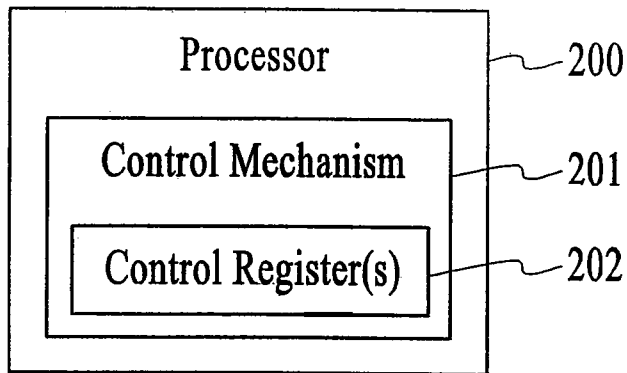 Processor
200
Control Mechanism
201
Control Register(s)
202